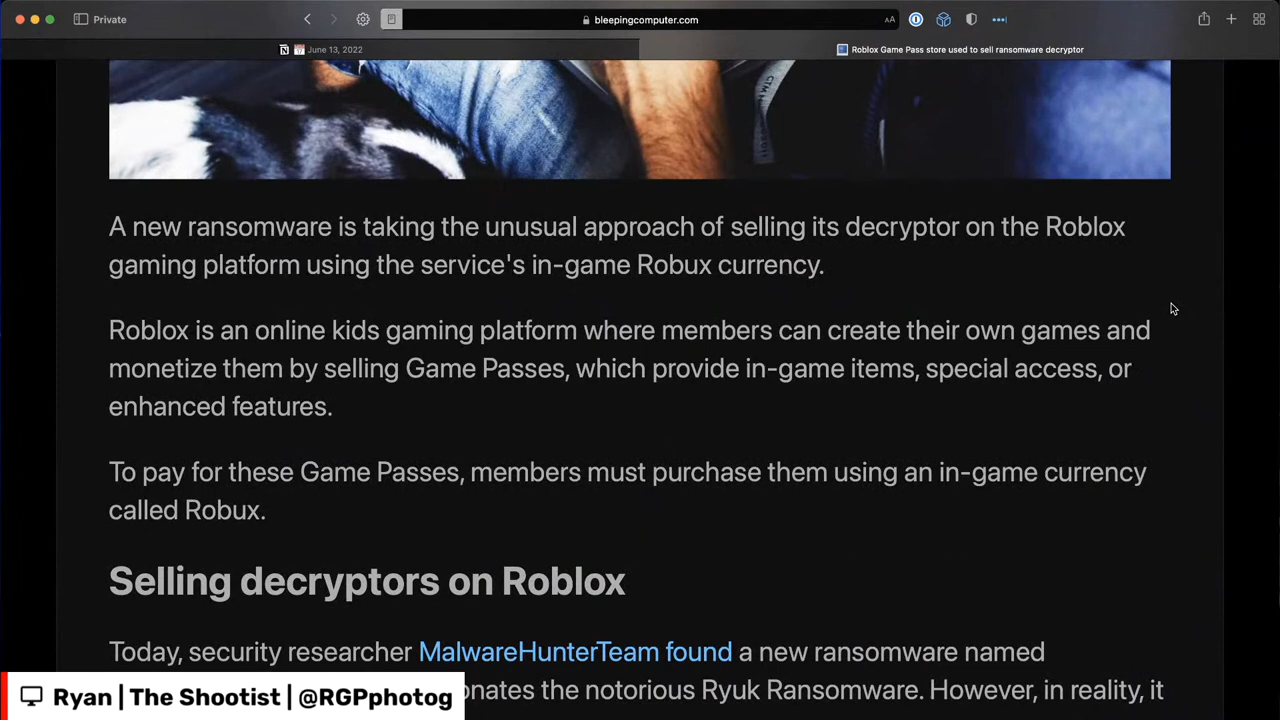 Private
bleepingcomputer.com
AA
June 13, 2022
Roblox Game Pass store used to sell ransomware decryptor
A new ransomware is taking the unusual approach of selling its decryptor on the Roblox
gaming platform using the service's in-game Robux currency.
Roblox is an online kids gaming platform where members can create their own games and
monetize them by selling Game Passes, which provide in-game items, special access, or
enhanced features.
To pay for these Game Passes, members must purchase them using an in-game currency
called Robux.
Selling decryptors on Roblox
Today, security researcher MalwareHunterTeam found a new ransomware named
the notorious Ryuk Ransomware. However, in reality, it
Ryan | The Shootist | @RGPphotog